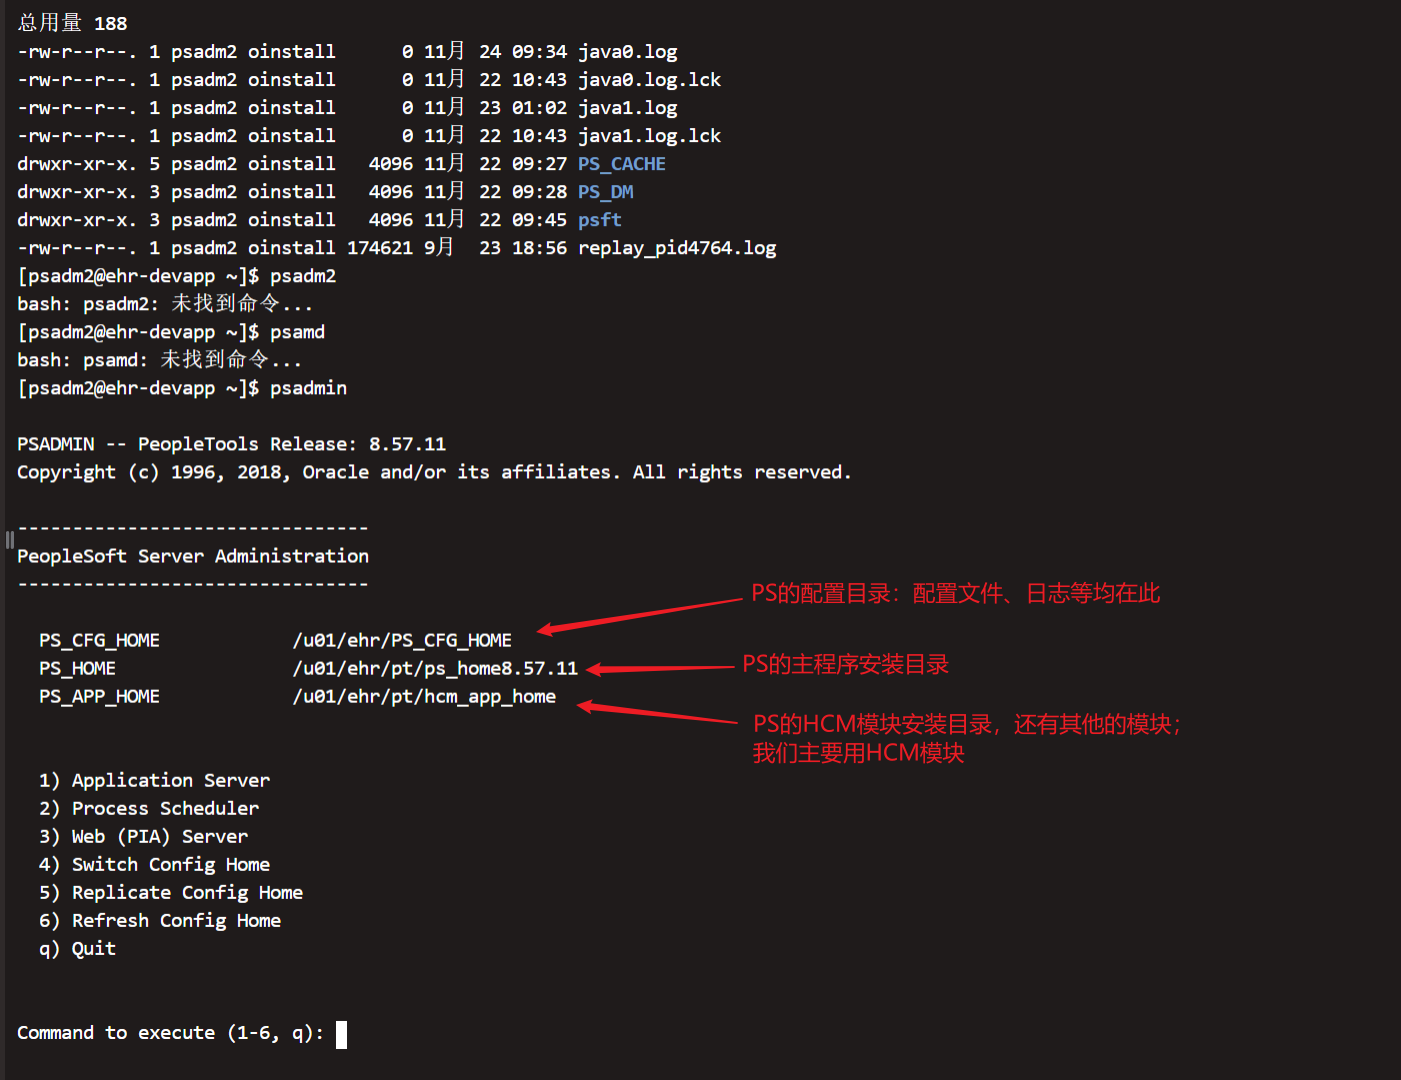 总用量 188
-rw-r--r--. 1 psadm2 oinstall      0 11月  24 09:34 java0.log
-rw-r--r--. 1 psadm2 oinstall      0 11月  22 10:43 java0.log.lck
-rw-r--r--. 1 psadm2 oinstall      0 11月  23 01:02 java1.log
-rw-r--r--. 1 psadm2 oinstall      0 11月  22 10:43 java1.log.lck
drwxr-xr-x. 5 psadm2 oinstall   4096 11月  22 09:27 PS_CACHE
drwxr-xr-x. 3 psadm2 oinstall   4096 11月  22 09:28 PS_DM
drwxr-xr-x. 3 psadm2 oinstall   4096 11月  22 09:45 psft
-rw-r--r--. 1 psadm2 oinstall 174621 9月   23 18:56 replay_pid4764.log
[psadm2@ehr-devapp ~]$ psadm2
bash: psadm2: 未找到命令...
[psadm2@ehr-devapp ~]$ psamd
bash: psamd: 未找到命令...
[psadm2@ehr-devapp ~]$ psadmin
PSADMIN -- PeopleTools Release: 8.57.11
Copyright (c) 1996, 2018, Oracle and/or its affiliates. All rights reserved.
--------------------------------
PeopleSoft Server Administration
--------------------------------
PS的配置目录：配置文件、日志等均在此
PS_CFG_HOME            /u01/ehr/PS_CFG_HOME
PS_HOME                /u01/ehr/pt/ps_home8.57.11
PS的主程序安装目录
PS_APP_HOME            /u01/ehr/pt/hcm_app_home
PS的HCM模块安装目录，还有其他的模块；
我们主要用HCM模块
1) Application Server
2) Process Scheduler
3) Web (PIA) Server
4) Switch Config Home
5) Replicate Config Home
6) Refresh Config Home
q) Quit
Command to execute (1-6, q):